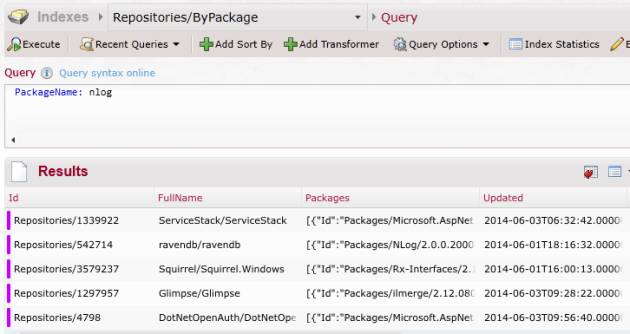 Indexes Repositories/ByPackage Query
Execute Recent Queries Add Sort By Add Transformer Query Options Index Statistics
Query Query syntax online
PackageName: nlog
Results
Id FullName Packages Updated
Repositories/1339922 ServiceStack/ServiceStack [{"Id":"Packages/Microsoft.AspNet 2014-06-03T06:32:42.0000
Repositories/542714 ravendb/ravendb [{"Id":"Packages/NLog/2.0.0.2000 2014-06-01T18:16:32.0000
Repositories/3579237 Squirrel/Squirrel.Windows [{"Id":"Packages/Rx-Interfaces/2. 2014-06-01T16:00:13.0000
Repositories/1297957 Glimpse/Glimpse [{"Id":"Packages/ilmerge/2.12.080 2014-06-03T09:28:22.0000
Repositories/4798 DotNetOpenAuth/DotNetOpe [{"Id":"Packages/Microsoft.AspNet 2014-06-03T09:56:40.0000